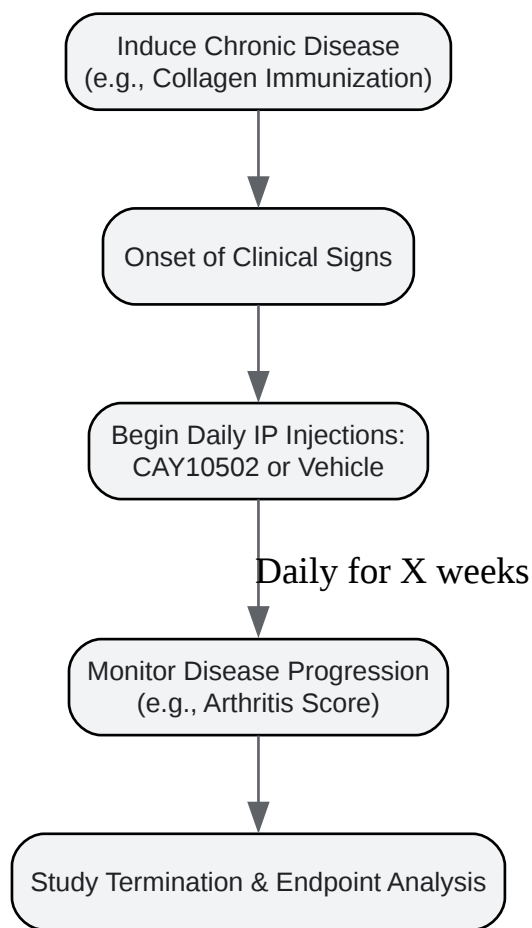 Induce Chronic Disease
(e.g., Collagen Immunization)
Onset of Clinical Signs
Begin Daily IP Injections:
CAY10502 or Vehicle
Daily for X weeks
Monitor Disease Progression
(e.g., Arthritis Score)
Study Termination & Endpoint Analysis